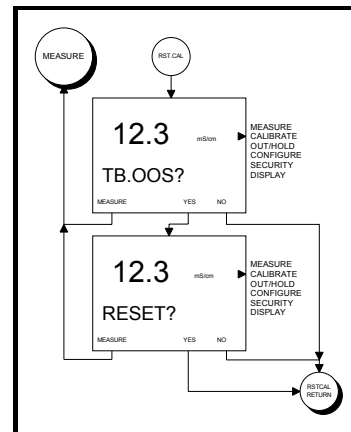 MEASURE
RST.CAL
12.3 mS/cm
TB.OOS?
MEASURE YES NO
MEASURE
CALIBRATE
OUT/HOLD
CONFIGURE
SECURITY
DISPLAY
12.3 mS/cm
RESET?
MEASURE YES NO
MEASURE
CALIBRATE
OUT/HOLD
CONFIGURE
SECURITY
DISPLAY
RSTCAL
RETURN